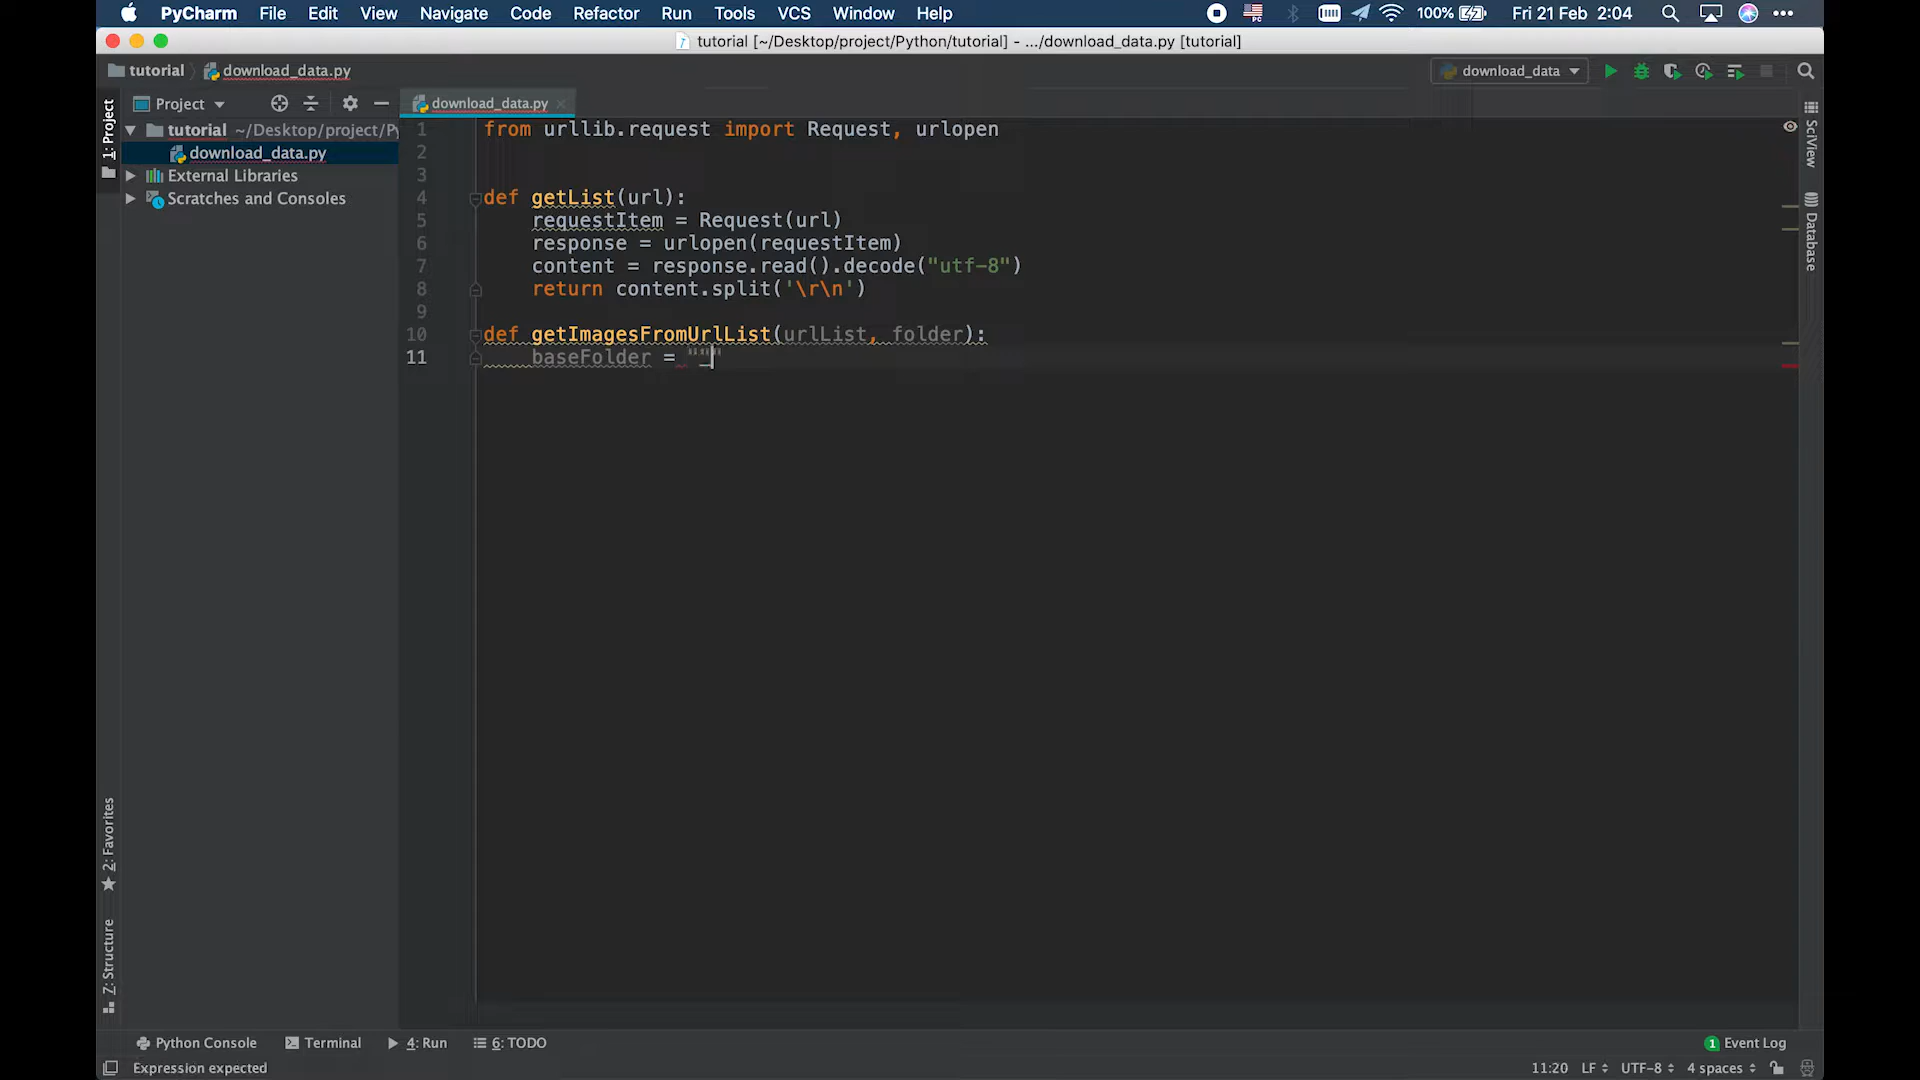 PyCharm File Edit View Navigate Code Refactor Run Tools VCS Window Help 100% Fri 21 Feb 2:04
tutorial [~/Desktop/project/Python/tutorial] - .../download_data.py [tutorial]
tutorial download_data.py download_data
Project download_data.py
1: Project
tutorial ~/Desktop/project/Py
download_data.py
External Libraries
Scratches and Consoles
1 from urllib.request import Request, urlopen
2
3
4 def getList(url):
5 requestItem = Request(url)
6 response = urlopen(requestItem)
7 content = response.read().decode("utf-8")
8 return content.split('\r\n')
9
10 def getImagesFromUrlList(urlList, folder):
11 baseFolder = "_"
SciView
Database
2: Favorites
Z: Structure
Python Console Terminal 4: Run 6: TODO 1 Event Log
Expression expected 11:20 LF UTF-8 4 spaces